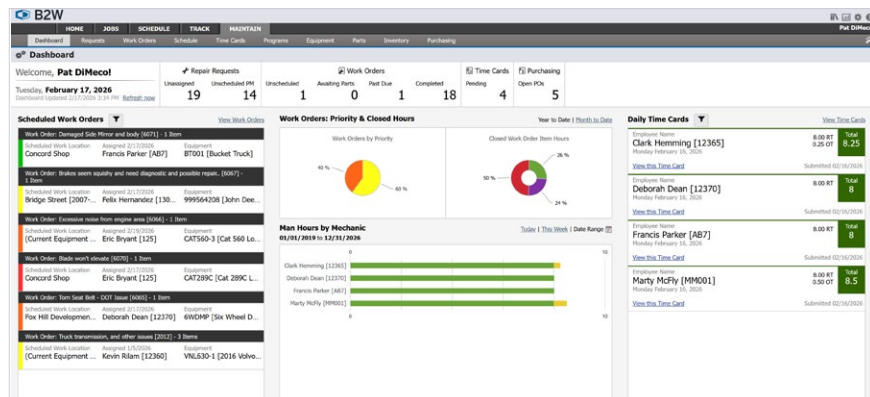 B2W
HOME JOBS SCHEDULE TRACK MAINTAIN
Pat DiMeco
Dashboard Requests Work Orders Schedule Time Cards Programs Equipment Parts Inventory Purchasing
Dashboard
Welcome, Pat DiMeco!
Tuesday, February 17, 2026
Dashboard Updated 2/17/2026 3:34 PM Refresh now
Repair Requests
Unassigned Unscheduled PM
19 14
Work Orders
Unscheduled Awaiting Parts Past Due Completed
1 0 1 18
Time Cards
Pending
4
Purchasing
Open POs
5
Scheduled Work Orders View Work Orders
Work Order: Damaged Side Mirror and body [6071] - 1 Item
Scheduled Work Location Assigned 2/17/2026 Equipment
Concord Shop Francis Parker [AB7] BT001 [Bucket Truck]
Work Order: Brakes seem squishy and need diagnostic and possible repair.. [6067] -
1 Item
Scheduled Work Location Assigned 2/17/2026 Equipment
Bridge Street [2007-... Felix Hernandez [130... 999564208 [John Dee...
Work Order: Excessive noise from engine area [6066] - 1 Item
Scheduled Work Location Assigned 2/19/2026 Equipment
(Current Equipment ... Eric Bryant [125] CAT560-3 [Cat 560 Lo...
Work Order: Blade won't elevate [6070] - 1 Item
Scheduled Work Location Assigned 2/17/2026 Equipment
Concord Shop Eric Bryant [125] CAT289C [Cat 289C L...
Work Order: Torn Seat Belt - DOT Issue [6065] - 1 Item
Scheduled Work Location Assigned 2/17/2026 Equipment
Fox Hill Developmen... Deborah Dean [12370] 6WDMP [Six Wheel D...
Work Order: Truck transmission, and other issues [2012] - 3 Items
Scheduled Work Location Assigned 1/5/2026 Equipment
(Current Equipment ... Kevin Rilam [12360] VNL630-1 [2016 Volvo...
Work Orders: Priority & Closed Hours Year to Date | Month to Date
Work Orders by Priority
40 %
60 %
Closed Work Order Item Hours
26 %
50 %
24 %
Man Hours by Mechanic Today | This Week | Date Range
01/01/2019 to 12/31/2026
0 10
Clark Hemming [12365]
Deborah Dean [12370]
Francis Parker [AB7]
Marty McFly [MM001]
0 10
Daily Time Cards View Time Cards
Employee Name
Clark Hemming [12365]
Monday February 16, 2026
8.00 RT
0.25 OT
Total
8.25
View this Time Card Submitted 02/16/2026
Employee Name
Deborah Dean [12370]
Monday February 16, 2026
8.00 RT
Total
8
View this Time Card Submitted 02/16/2026
Employee Name
Francis Parker [AB7]
Monday February 16, 2026
8.00 RT
Total
8
View this Time Card Submitted 02/16/2026
Employee Name
Marty McFly [MM001]
Monday February 16, 2026
8.00 RT
0.50 OT
Total
8.5
View this Time Card Submitted 02/16/2026